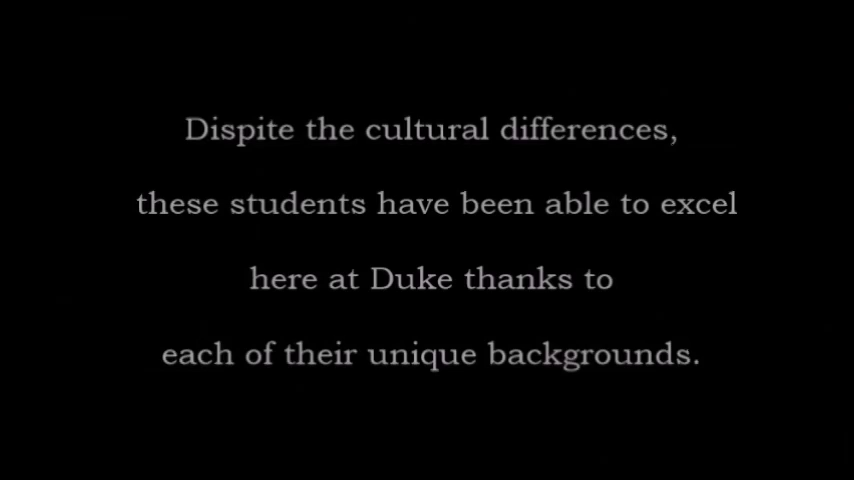 Dispite the cultural differences,
these students have been able to excel
here at Duke thanks to
each of their unique backgrounds.